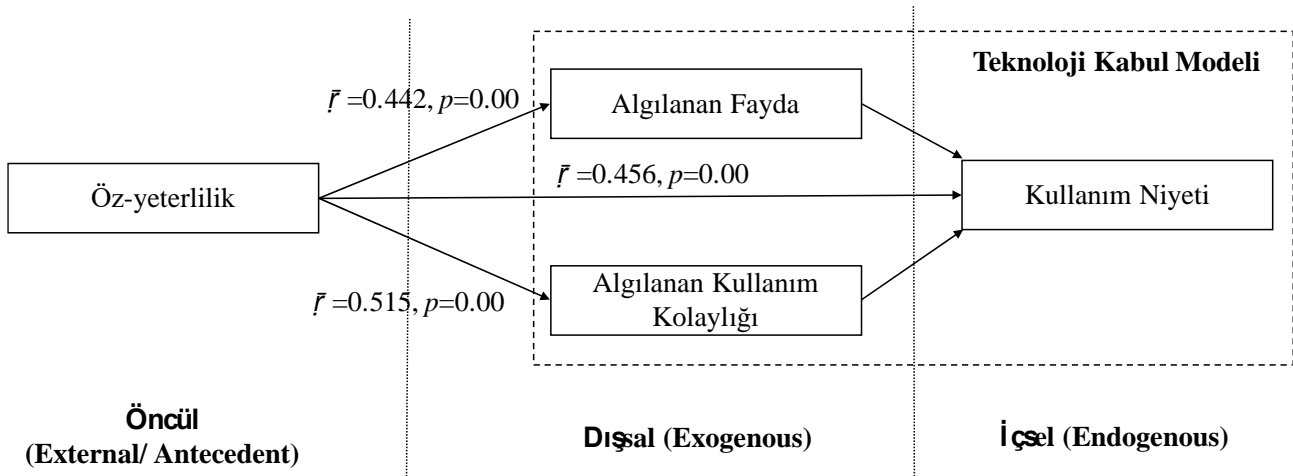 Teknoloji Kabul Modeli
r̄ =0.442, p=0.00
Algılanan Fayda
Öz-yeterlilik
r̄ =0.456, p=0.00
Kullanım Niyeti
r̄ =0.515, p=0.00
Algılanan Kullanım
Kolaylığı
Öncül
(External/ Antecedent)
Dışsal (Exogenous)
İçsel (Endogenous)